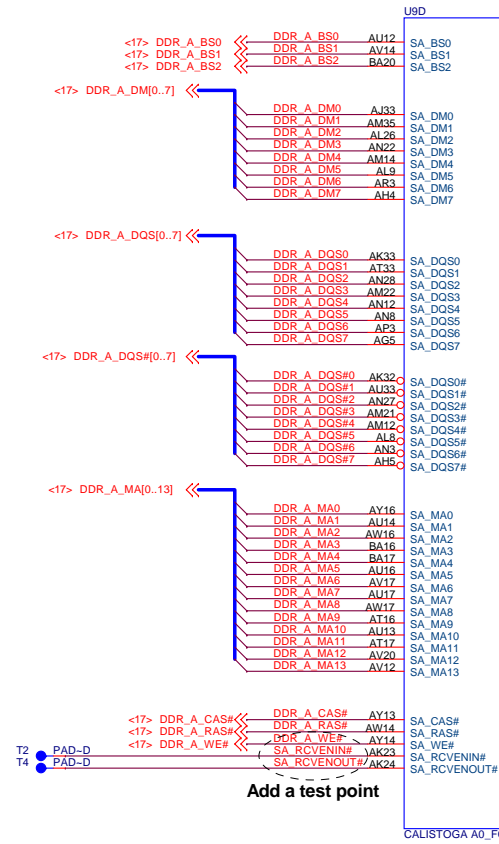 U9D
<17> DDR_A_BS0 DDR_A_BS0 AU12 SA_BS0
<17> DDR_A_BS1 DDR_A_BS1 AV14 SA_BS1
<17> DDR_A_BS2 DDR_A_BS2 BA20 SA_BS2
<17> DDR_A_DM[0..7]
DDR_A_DM0 AJ33 SA_DM0
DDR_A_DM1 AM35 SA_DM1
DDR_A_DM2 AL26 SA_DM2
DDR_A_DM3 AN22 SA_DM3
DDR_A_DM4 AM14 SA_DM4
DDR_A_DM5 AL9 SA_DM5
DDR_A_DM6 AR3 SA_DM6
DDR_A_DM7 AH4 SA_DM7
<17> DDR_A_DQS[0..7]
DDR_A_DQS0 AK33 SA_DQS0
DDR_A_DQS1 AT33 SA_DQS1
DDR_A_DQS2 AN28 SA_DQS2
DDR_A_DQS3 AM22 SA_DQS3
DDR_A_DQS4 AN12 SA_DQS4
DDR_A_DQS5 AN8 SA_DQS5
DDR_A_DQS6 AP3 SA_DQS6
DDR_A_DQS7 AG5 SA_DQS7
<17> DDR_A_DQS#[0..7]
DDR_A_DQS#0 AK32 SA_DQS0#
DDR_A_DQS#1 AU33 SA_DQS1#
DDR_A_DQS#2 AN27 SA_DQS2#
DDR_A_DQS#3 AM21 SA_DQS3#
DDR_A_DQS#4 AM12 SA_DQS4#
DDR_A_DQS#5 AL8 SA_DQS5#
DDR_A_DQS#6 AN3 SA_DQS6#
DDR_A_DQS#7 AH5 SA_DQS7#
<17> DDR_A_MA[0..13]
DDR_A_MA0 AY16 SA_MA0
DDR_A_MA1 AU14 SA_MA1
DDR_A_MA2 AW16 SA_MA2
DDR_A_MA3 BA16 SA_MA3
DDR_A_MA4 BA17 SA_MA4
DDR_A_MA5 AU16 SA_MA5
DDR_A_MA6 AV17 SA_MA6
DDR_A_MA7 AU17 SA_MA7
DDR_A_MA8 AW17 SA_MA8
DDR_A_MA9 AT16 SA_MA9
DDR_A_MA10 AU13 SA_MA10
DDR_A_MA11 AT17 SA_MA11
DDR_A_MA12 AV20 SA_MA12
DDR_A_MA13 AV12 SA_MA13
<17> DDR_A_CAS# DDR_A_CAS# AY13 SA_CAS#
<17> DDR_A_RAS# DDR_A_RAS# AW14 SA_RAS#
<17> DDR_A_WE# DDR_A_WE# AY14 SA_WE#
T2 PAD~D SA_RCVENIN# AK23 SA_RCVENIN#
T4 PAD~D SA_RCVENOUT# AK24 SA_RCVENOUT#
Add a test point
CALISTOGA